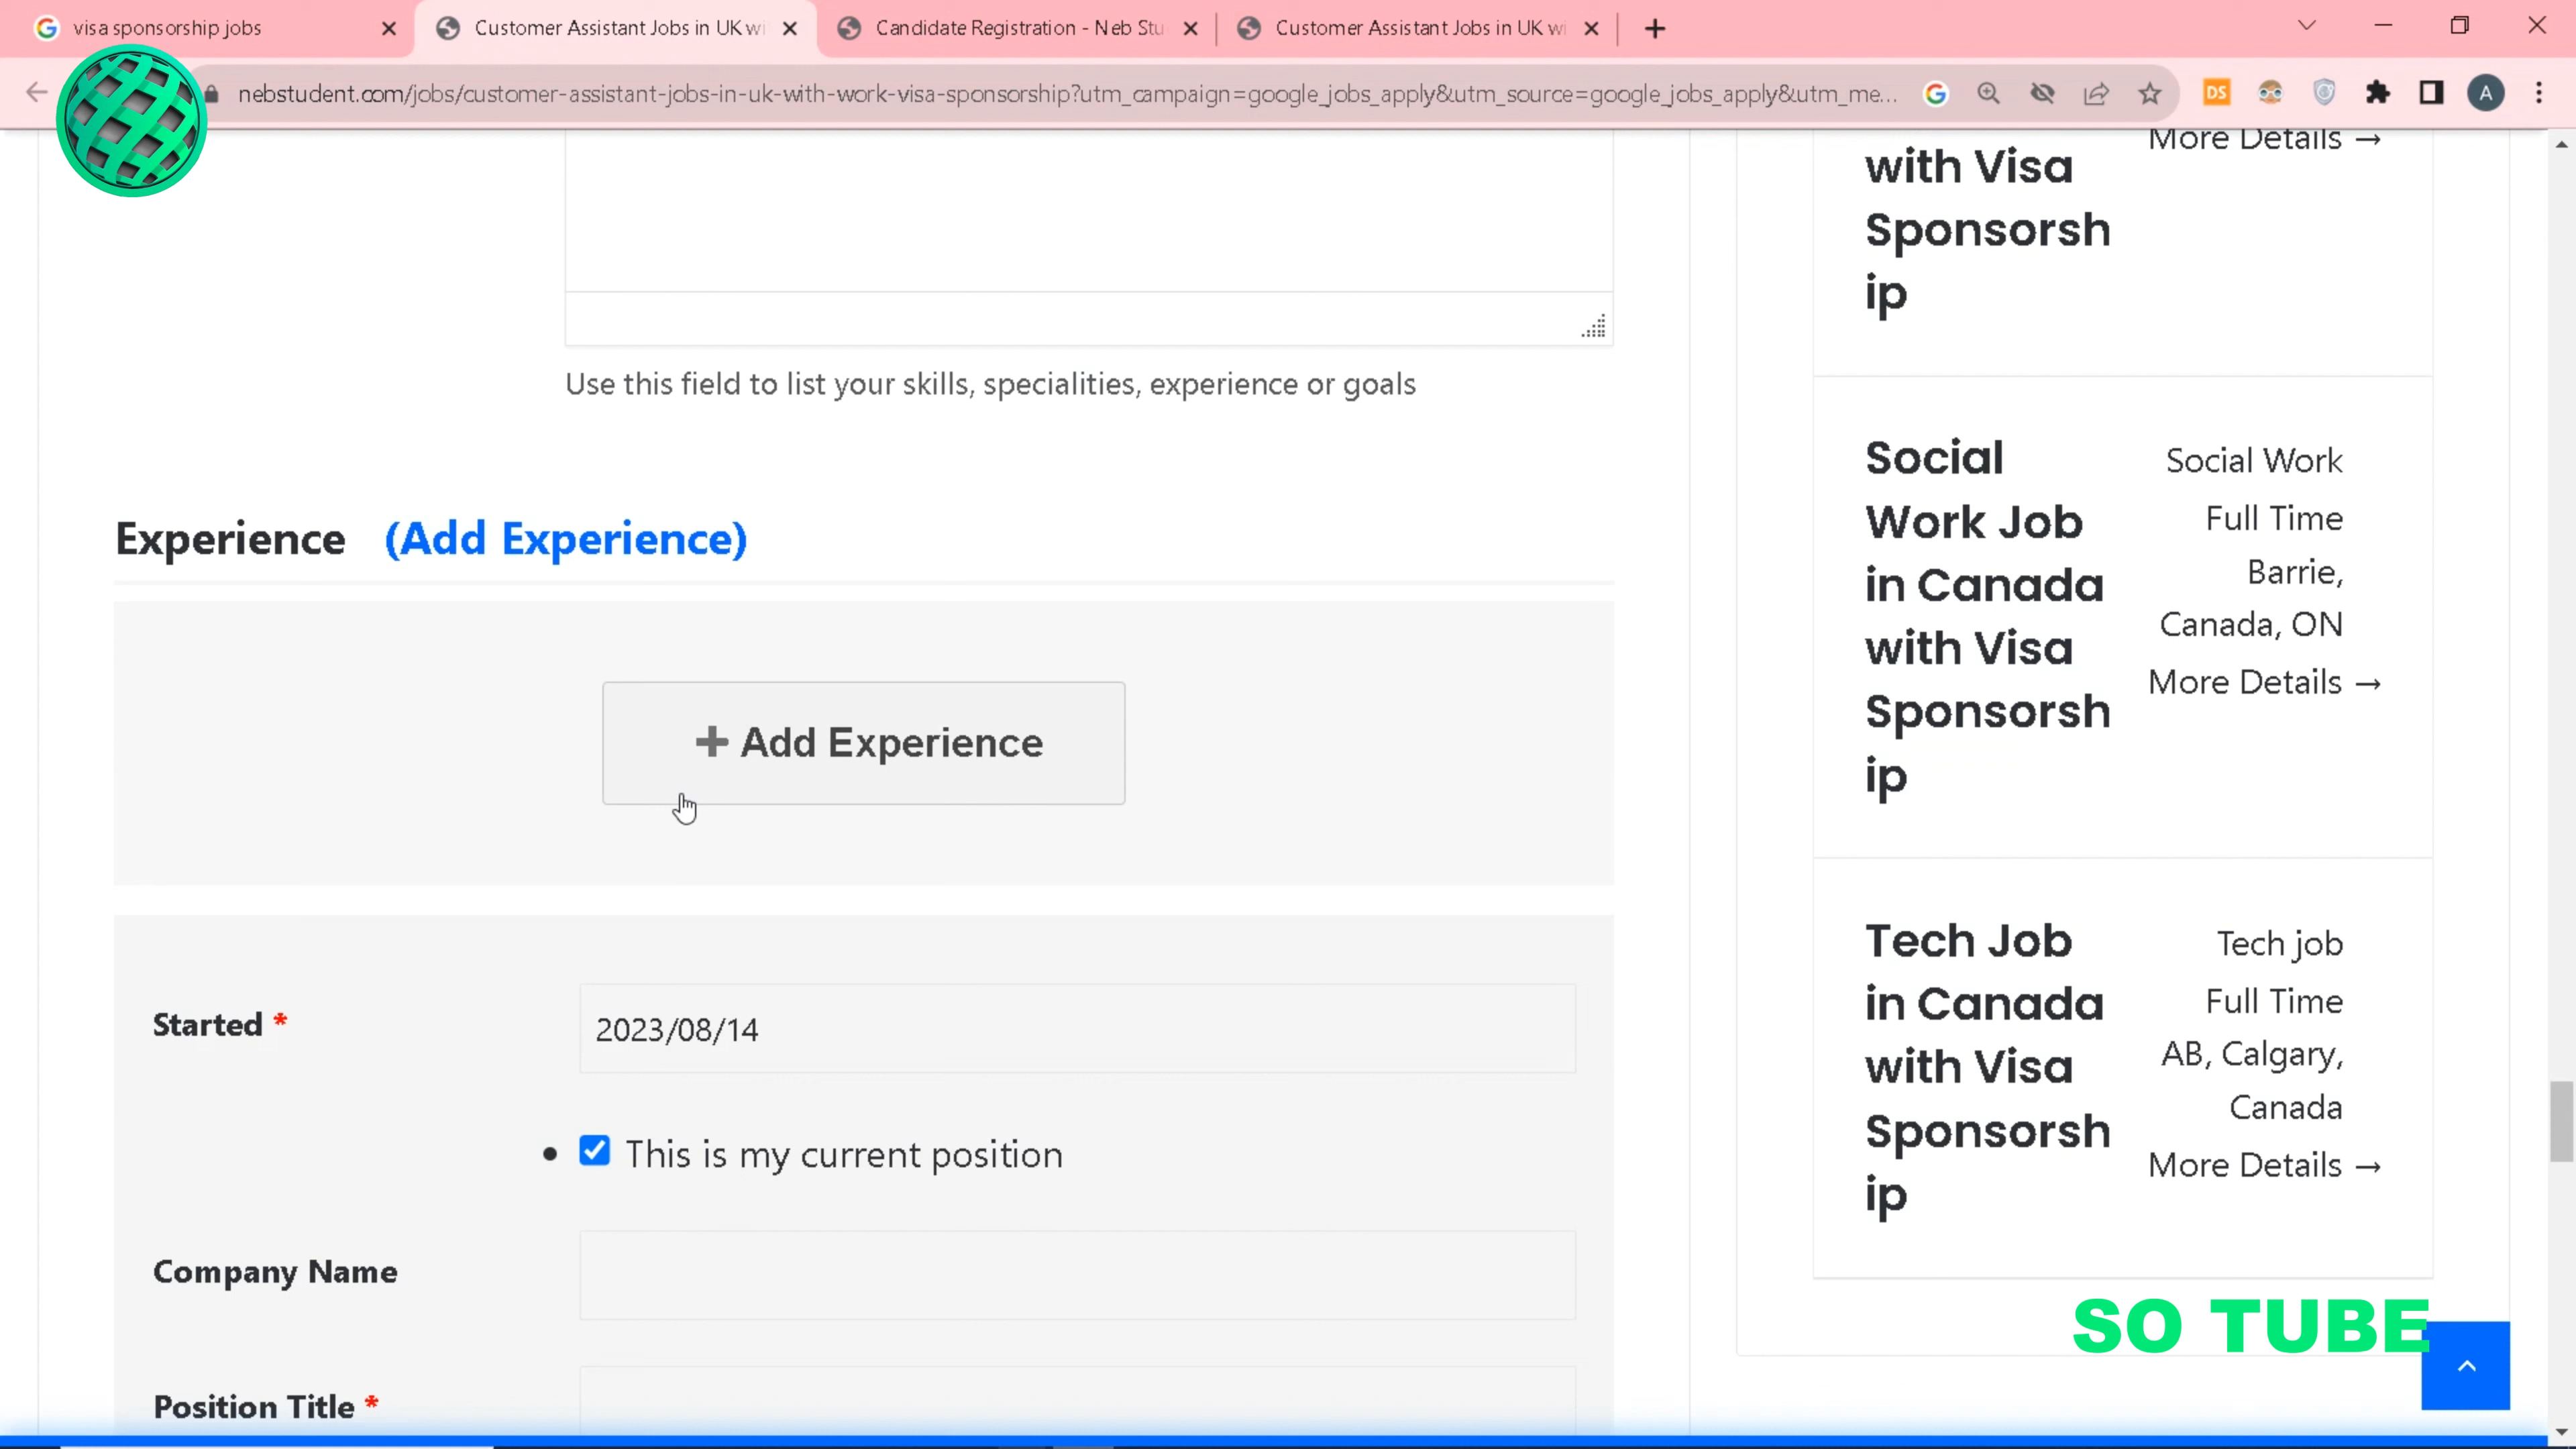 visa sponsorship jobs
Customer Assistant Jobs in UK wi
Candidate Registration - Neb Stu
Customer Assistant Jobs in UK wi
nebstudent.com/jobs/customer-assistant-jobs-in-uk-with-work-visa-sponsorship?utm_campaign=google_jobs_apply&utm_source=google_jobs_apply&utm_me...
DS
A
Use this field to list your skills, specialities, experience or goals
Experience (Add Experience)
+ Add Experience
Started *
2023/08/14
This is my current position
Company Name
Position Title *
with Visa
Sponsorsh
ip
More Details →
Social
Work Job
in Canada
with Visa
Sponsorsh
ip
Social Work
Full Time
Barrie,
Canada, ON
More Details →
Tech Job
in Canada
with Visa
Sponsorsh
ip
Tech job
Full Time
AB, Calgary,
Canada
More Details →
SO TUBE